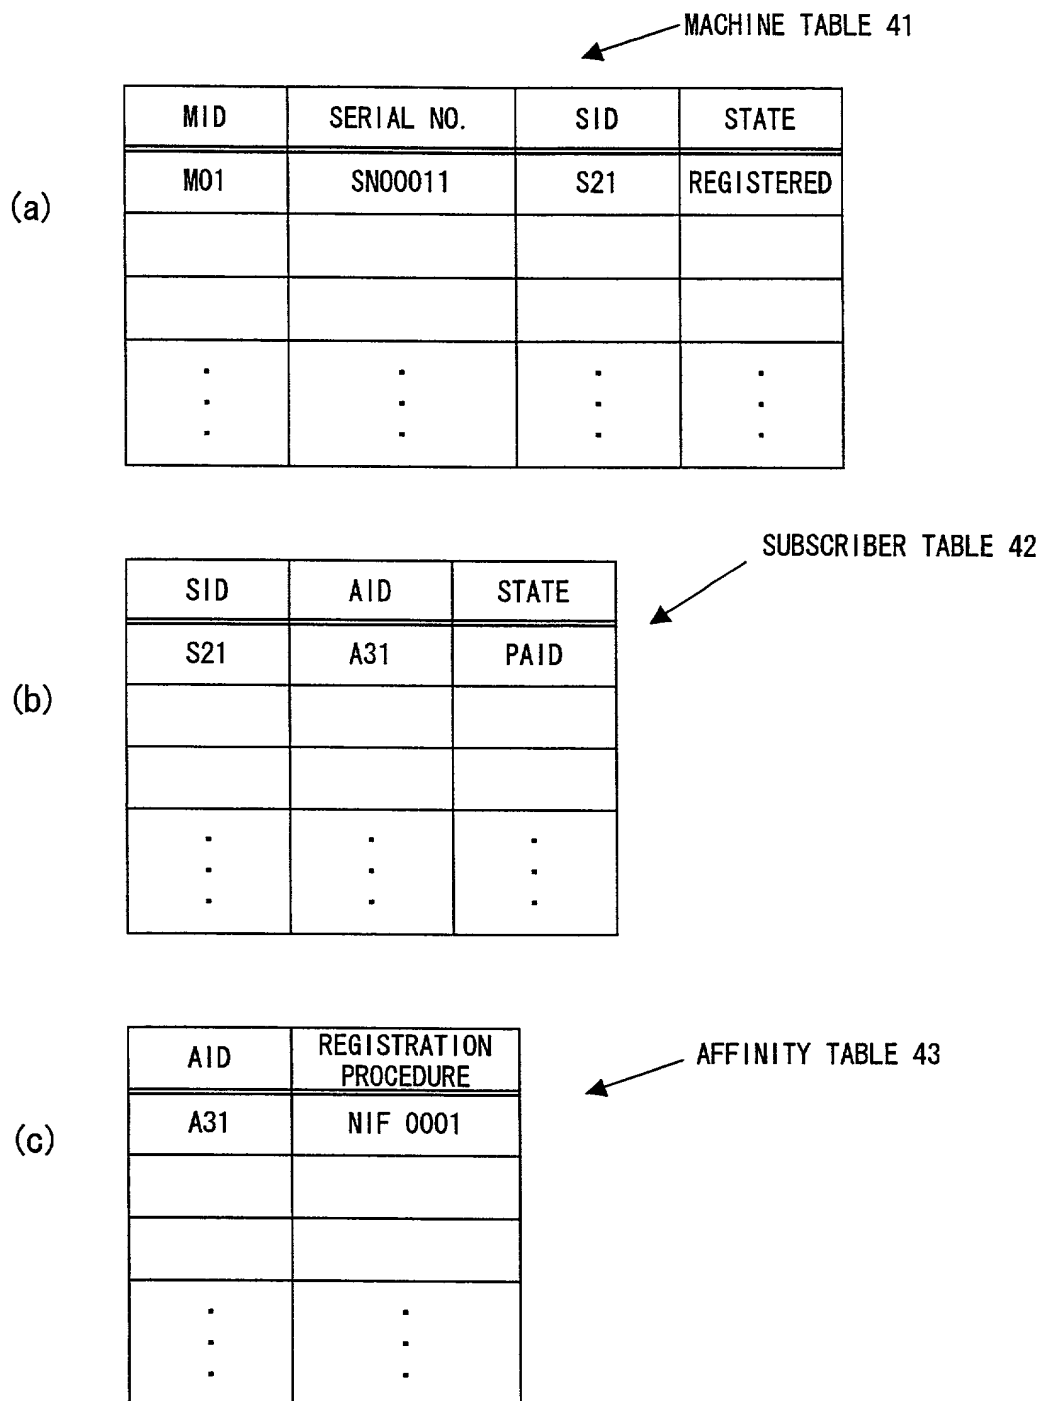 MACHINE TABLE 41
(a)
MID SERIAL NO. SID STATE
M01 SN00011 S21 REGISTERED
SUBSCRIBER TABLE 42
(b)
SID AID STATE
S21 A31 PAID
AFFINITY TABLE 43
(c)
AID REGISTRATION PROCEDURE
A31 NIF 0001